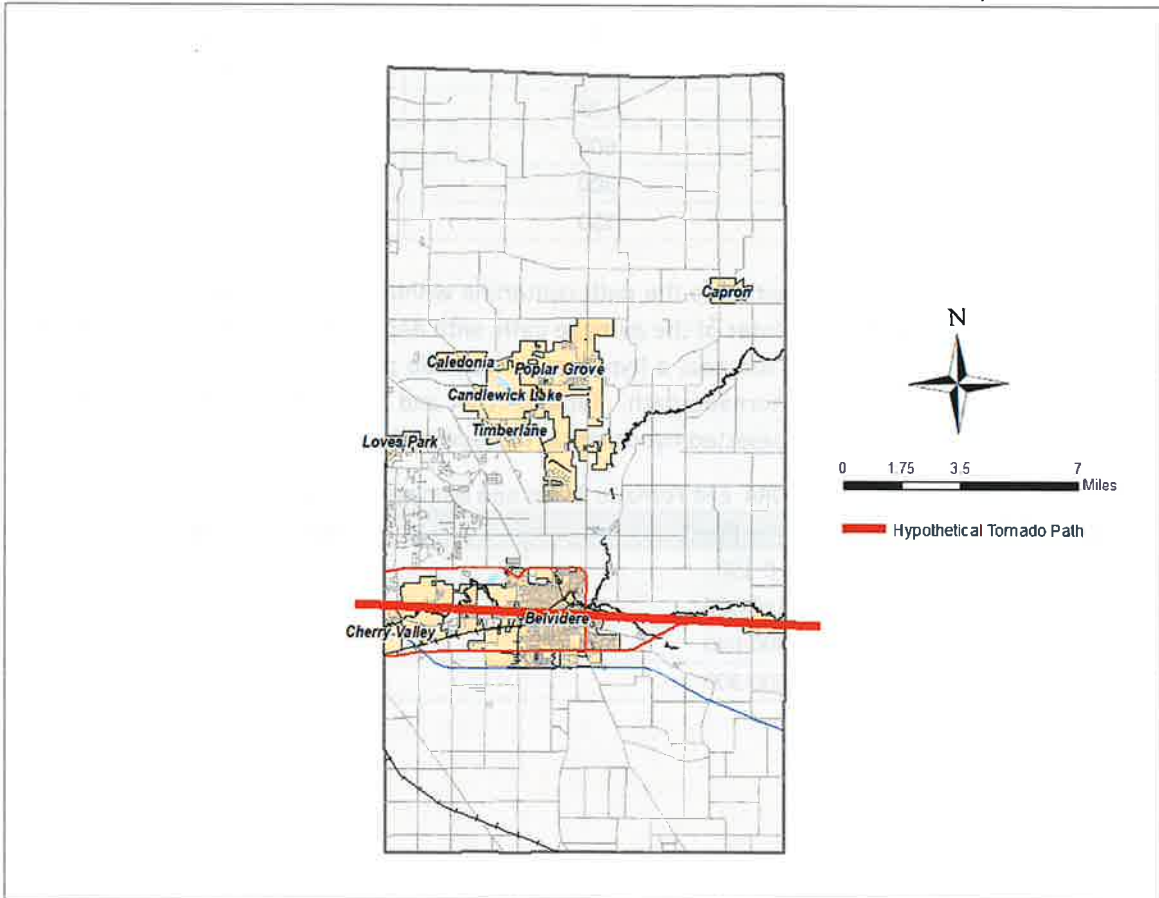 Capron
Caledonia
Poplar Grove
Candlewick Lake
Timberlane
Loves Park
Belvidere
Cherry Valley
N
0 1.75 3.5 7
Miles
Hypothetical Tornado Path